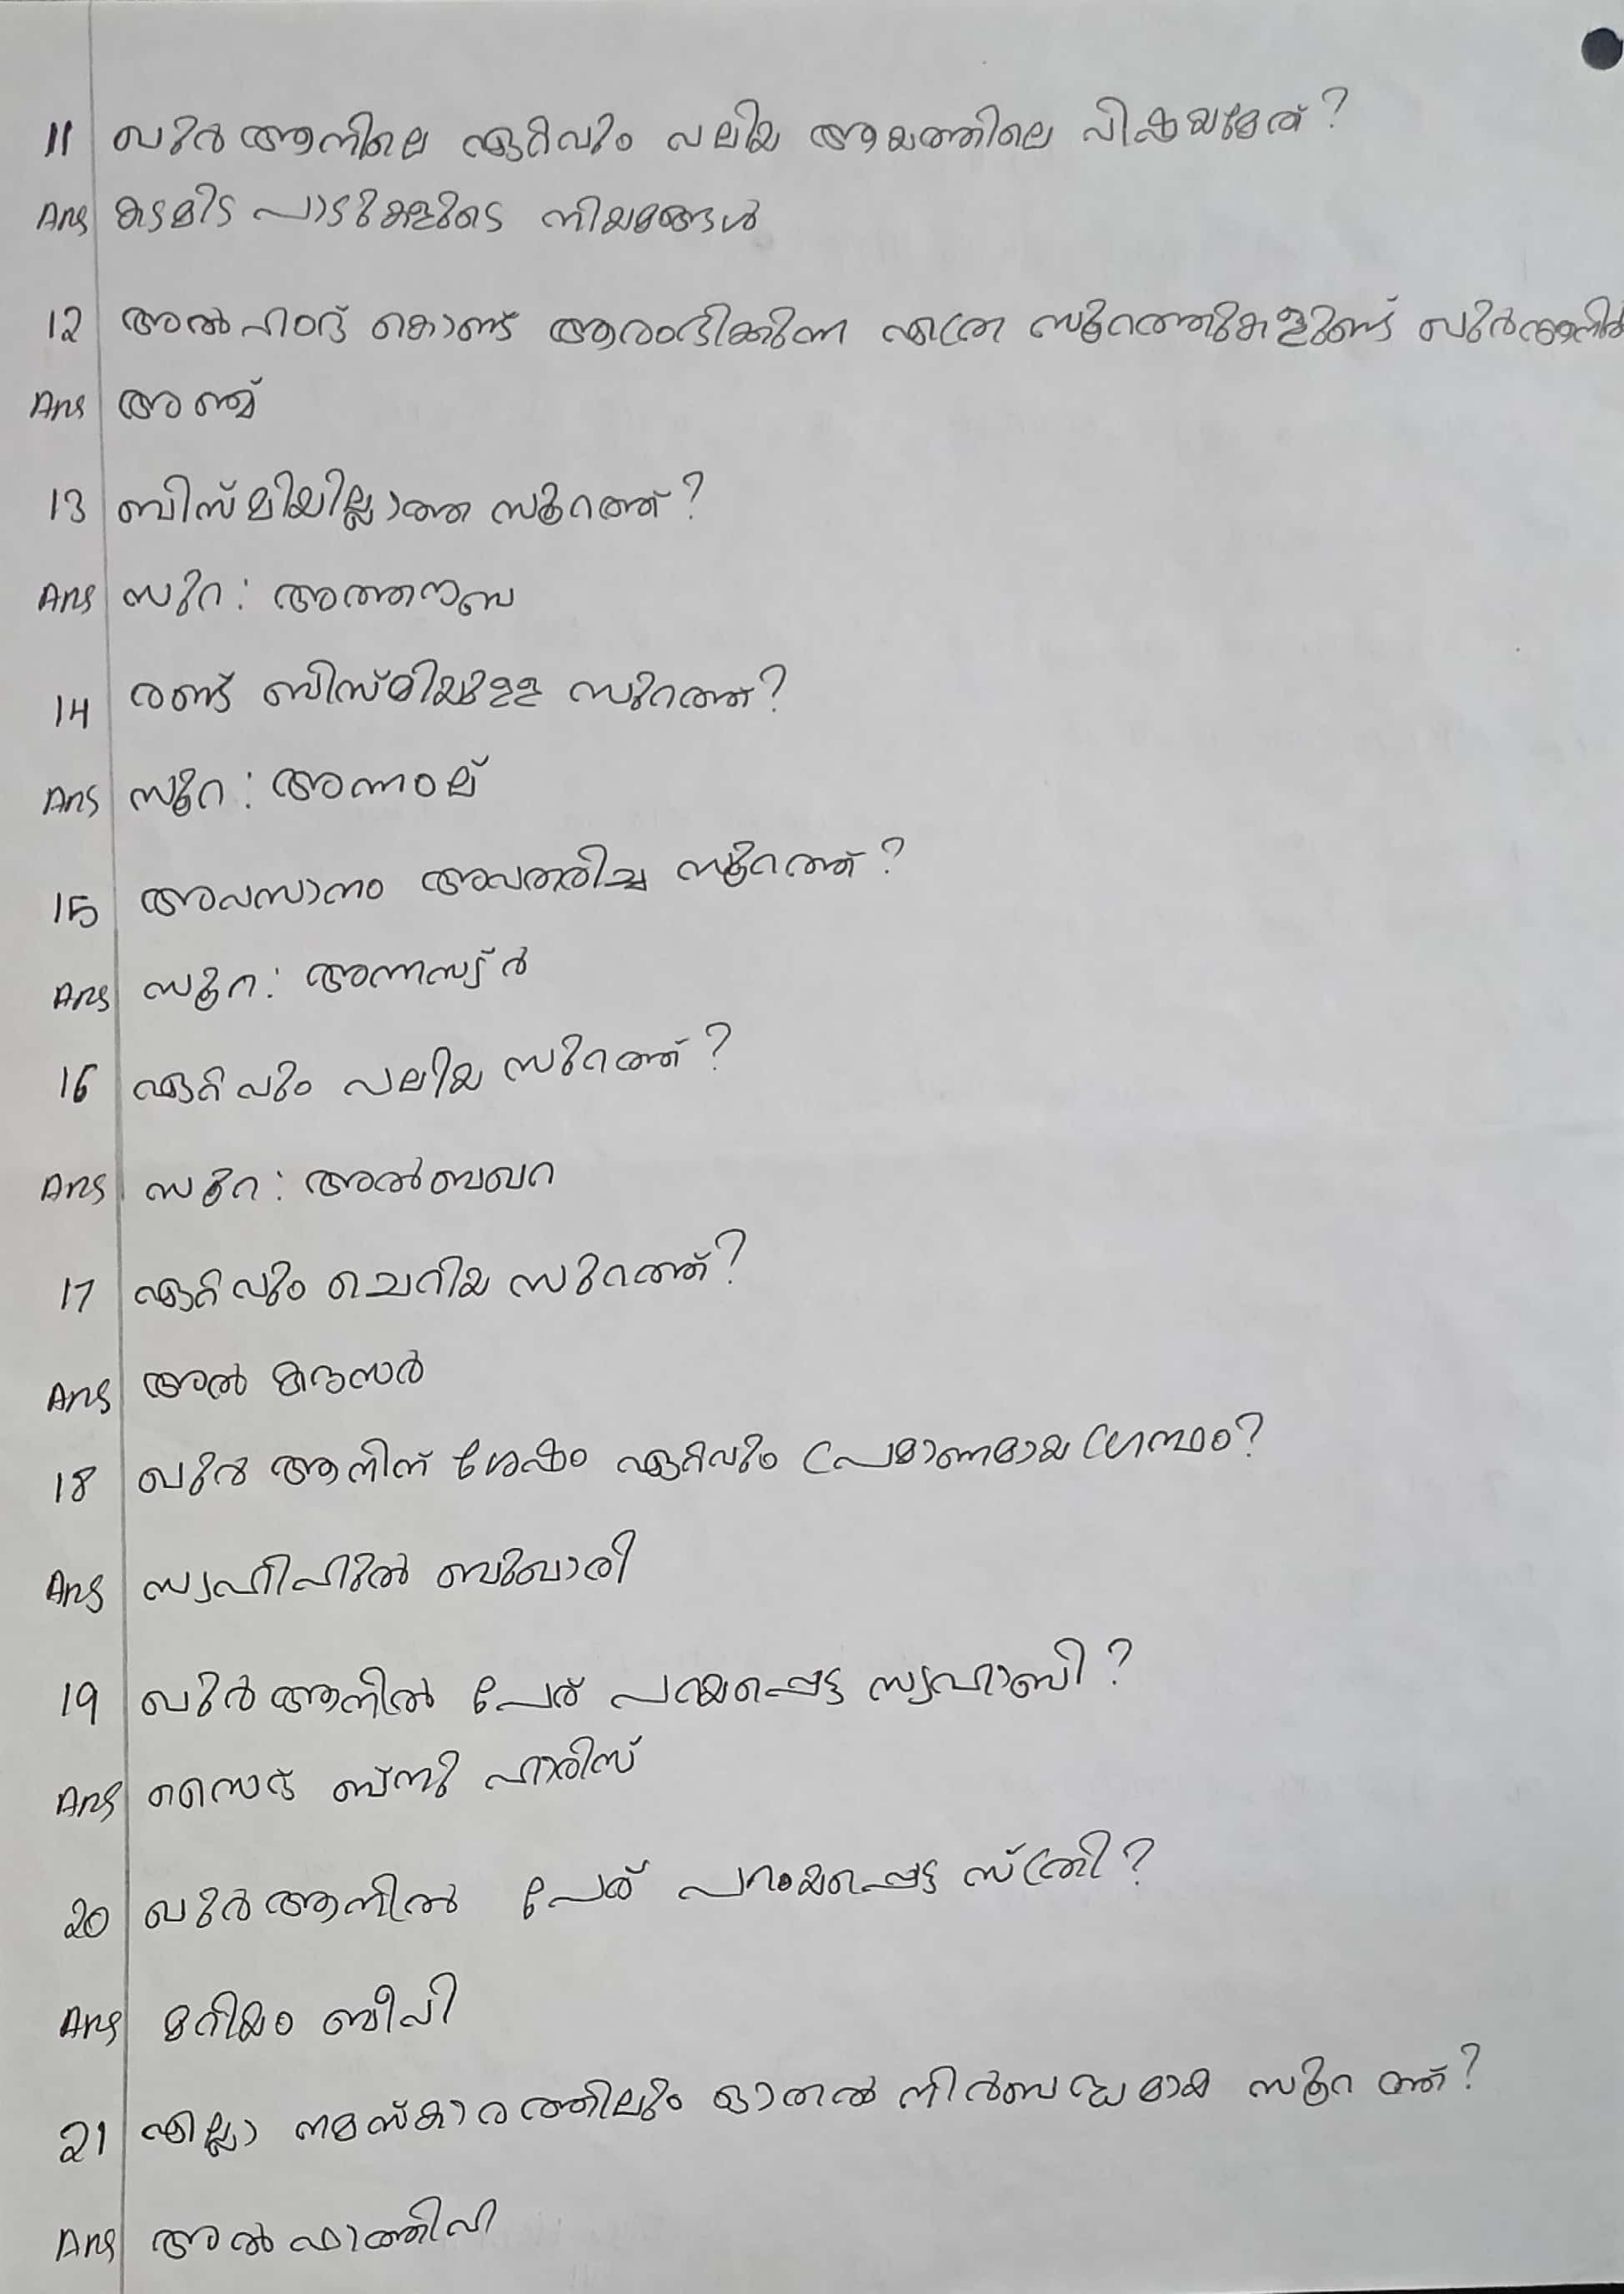 11 ഖുർആനിലെ ഏറ്റവും വലിയ ആയത്തിലെ വിഷയമേത്?
Ans കടമിടപാടുകളുടെ നിയമങ്ങൾ
12 അൽഹംദ് കൊണ്ട് ആരംഭിക്കുന്ന എത്ര സൂറത്തുകളുണ്ട് ഖുർആനിൽ
Ans അഞ്ച്
13 ബിസ്മിയില്ലാത്ത സൂറത്ത്?
Ans സുറ: അത്തൗബ
14 രണ്ട് ബിസ്മിയുള്ള സുറത്ത്?
Ans സൂറ: അന്നംല്
15 അവസാനം അവതരിച്ച സൂറത്ത്?
Ans സൂറ: അന്നസ്വ്ർ
16 ഏറ്റവും വലിയ സുറത്ത്?
Ans സൂറ: അൽബഖറ
17 ഏറ്റവും ചെറിയ സുറത്ത്?
Ans അൽ കൗസർ
18 ഖുർആനിന് ശേഷം ഏറ്റവും പ്രമാണമായ ഗ്രന്ഥം?
Ans സ്വഹീഹുൽ ബുഖാരി
19 ഖുർആനിൽ പേര് പറയപ്പെട്ട സ്വഹാബി?
Ans സൈദ് ബ്നു ഹാരിസ്
20 ഖുർആനിൽ പേര് പറയപ്പെട്ട സ്ത്രി?
Ans മറിയം ബീവി
21 എല്ലാ നമസ്കാരത്തിലും ഓതൽ നിർബന്ധമായ സൂറത്ത്?
Ans അൽ ഫാത്തിഹ